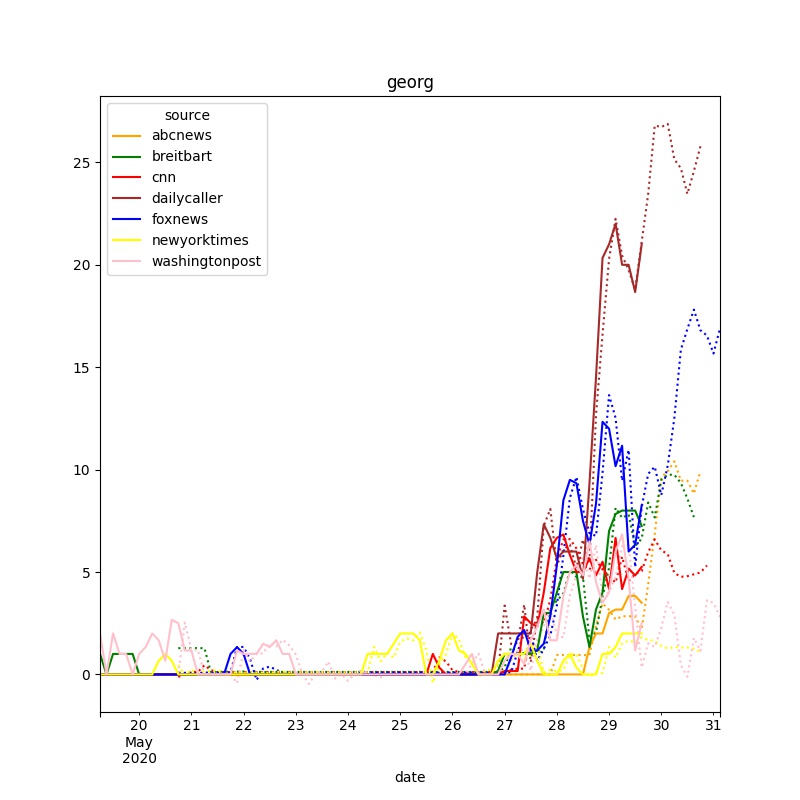 georg
source
abcnews
breitbart
cnn
dailycaller
foxnews
newyorktimes
washingtonpost
25
20
15
10
5
0
20 21 22 23 24 25 26 27 28 29 30 31
May
2020
date